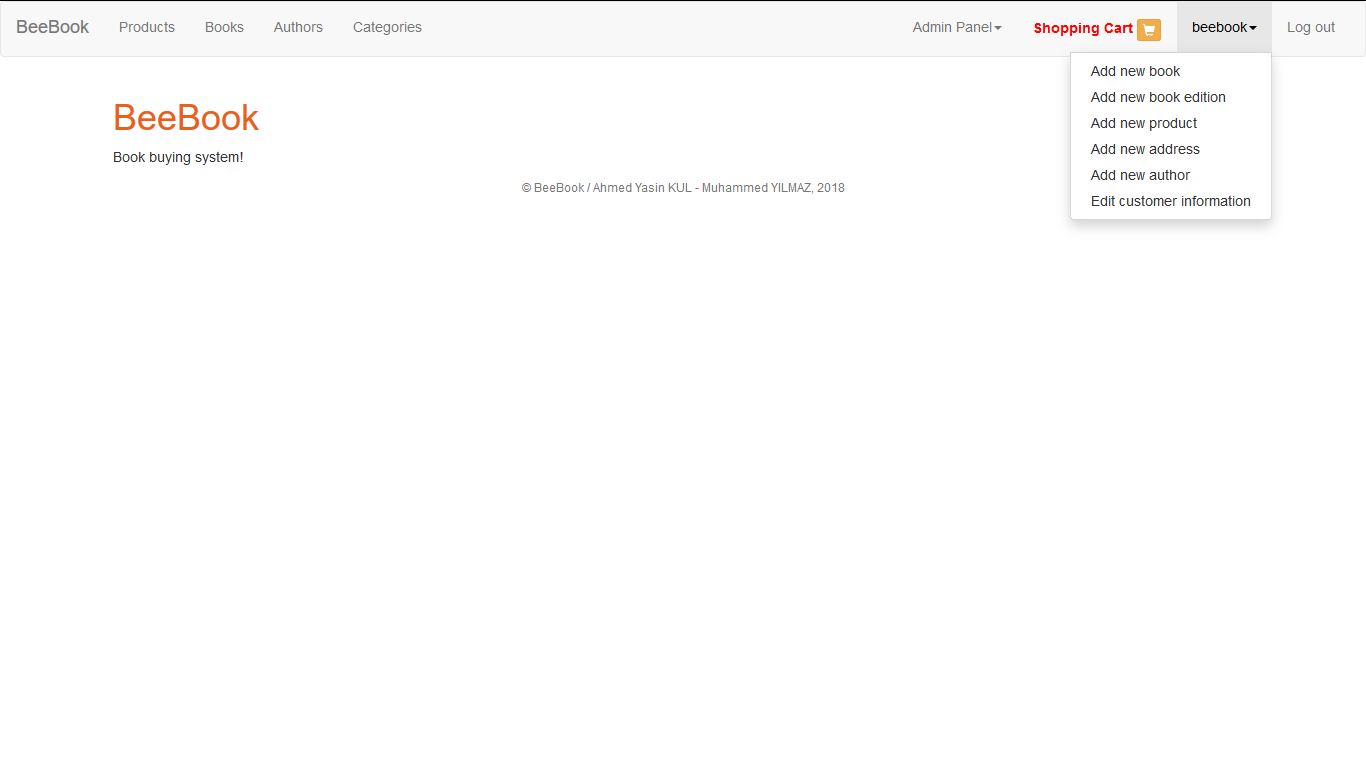 BeeBook Products Books Authors Categories Admin Panel Shopping Cart beebook Log out
Add new book
Add new book edition
Add new product
Add new address
Add new author
Edit customer information
BeeBook
Book buying system!
© BeeBook / Ahmed Yasin KUL - Muhammed YILMAZ, 2018